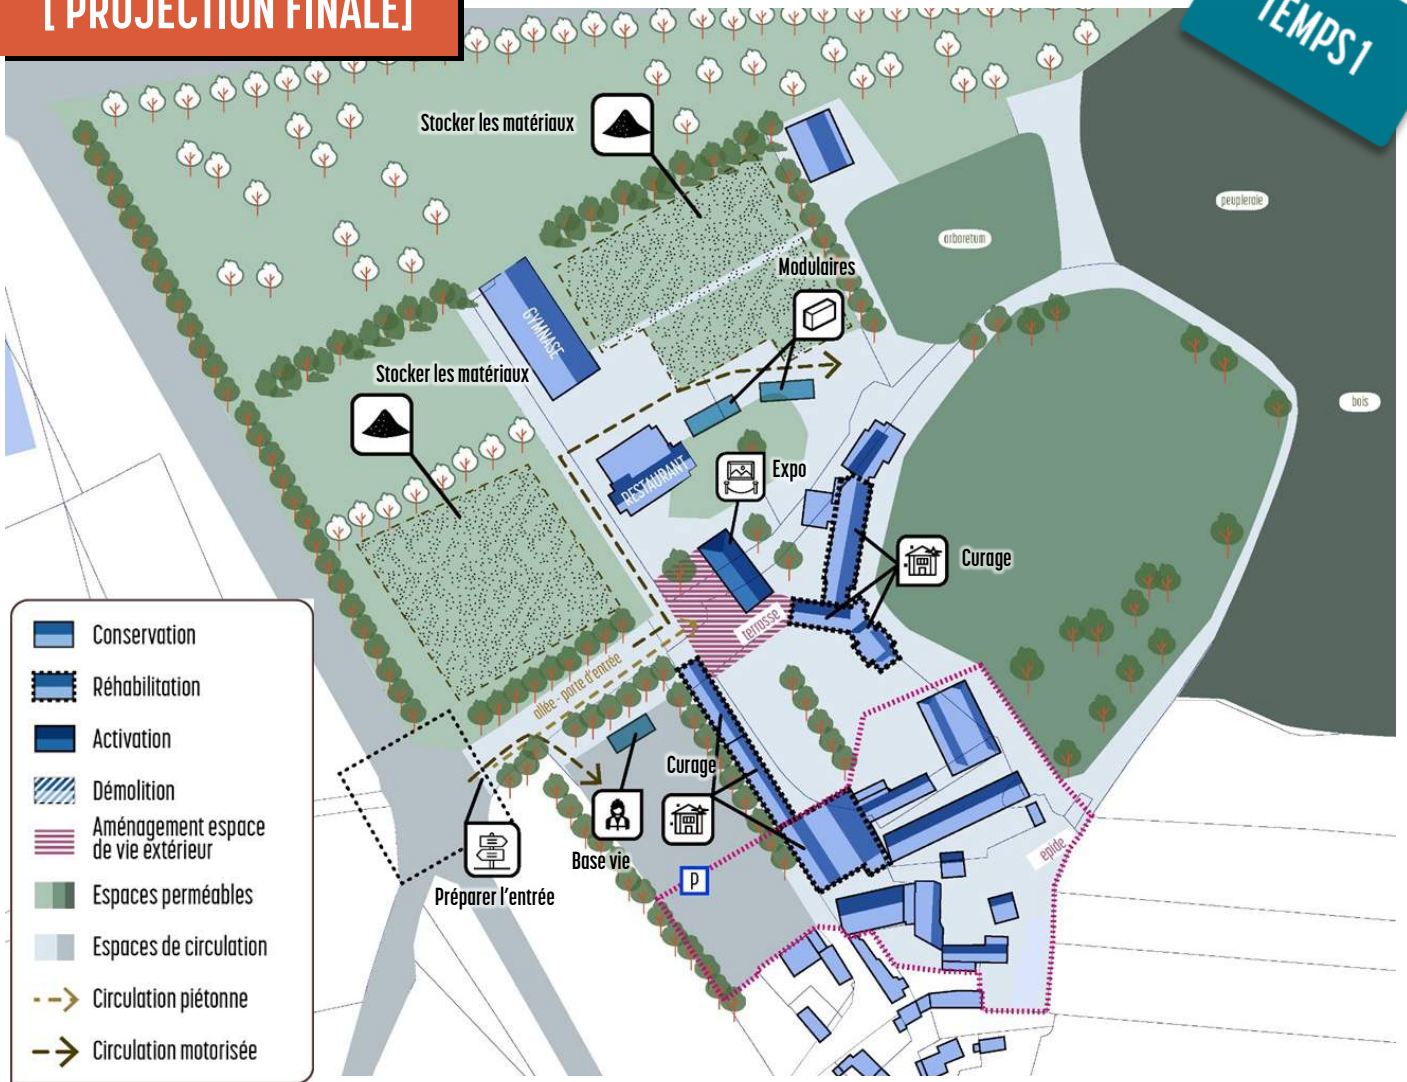 [ PROJECTION FINALE]
TEMPS 1
Stocker les matériaux
peupleraie
arboretum
Modulaires
GYMNASE
Stocker les matériaux
bois
RESTAURANT
Expo
Curage
terrasse
allée - porte d'entrée
Curage
Base vie
P
Préparer l'entrée
epide
Conservation
Réhabilitation
Activation
Démolition
Aménagement espace
de vie extérieur
Espaces perméables
Espaces de circulation
Circulation piétonne
Circulation motorisée